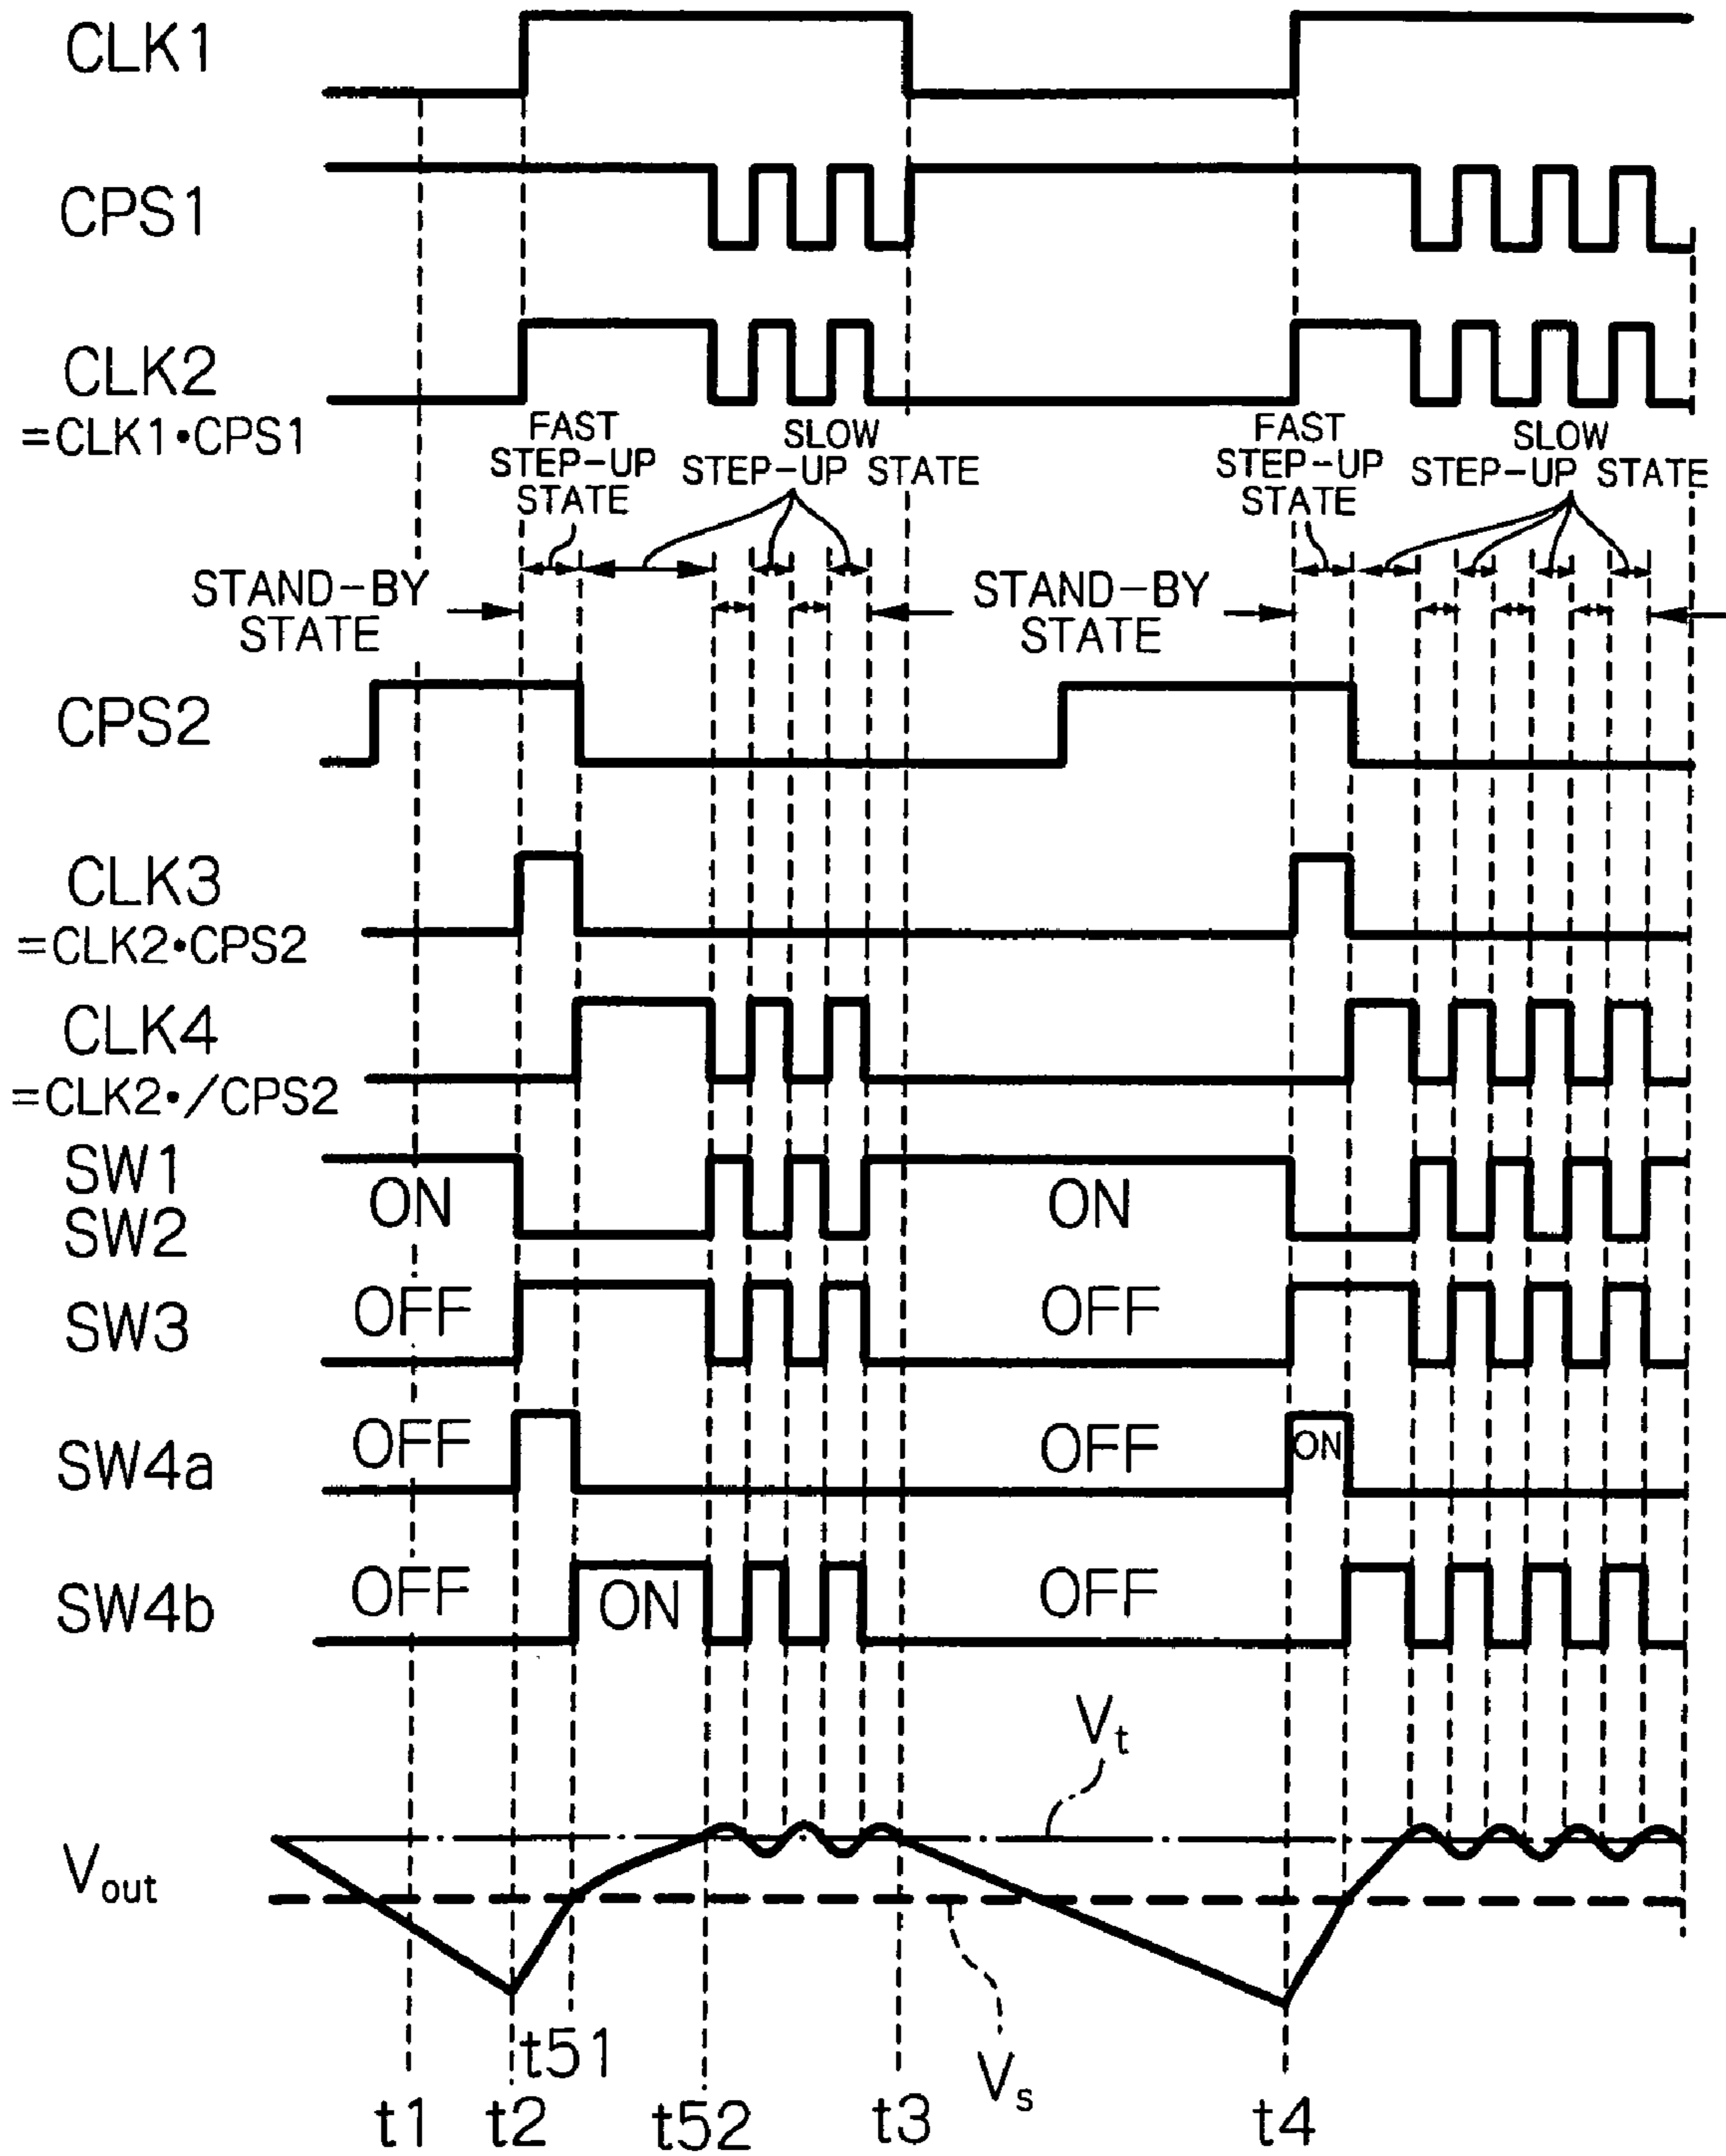 CLK1
CPS1
CLK2
=CLK1•CPS1
FAST
STEP-UP
STATE
SLOW
STEP-UP STATE
FAST
STEP-UP
STATE
SLOW
STEP-UP STATE
STAND-BY
STATE
STAND-BY
STATE
CPS2
CLK3
=CLK2•CPS2
CLK4
=CLK2•/CPS2
SW1
SW2
ON
ON
SW3
OFF
OFF
SW4a
OFF
OFF
ON
SW4b
OFF
ON
OFF
Vt
Vout
Vs
t51
t1
t2
t52
t3
t4